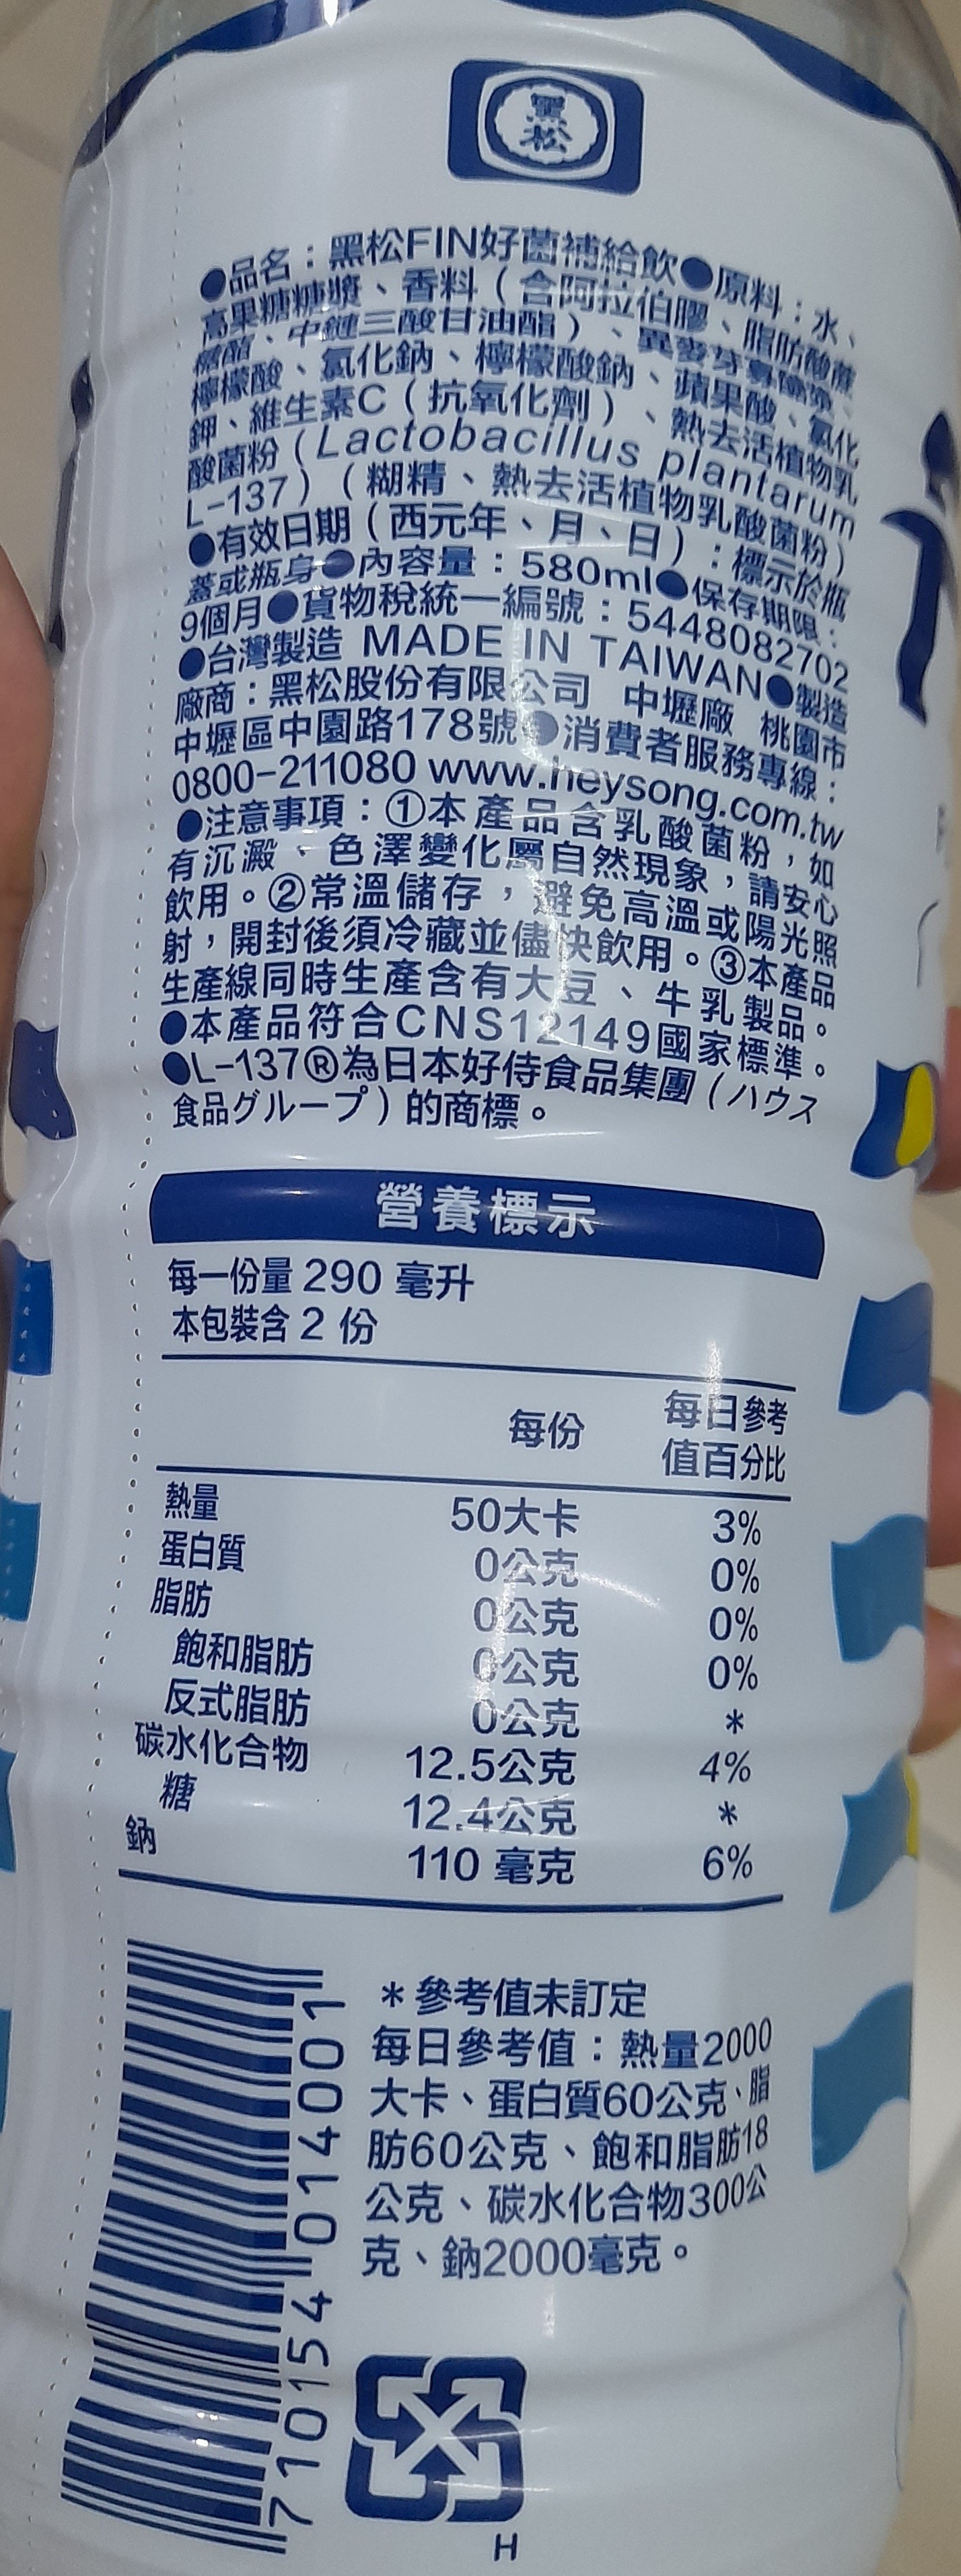 黑松
●品名：黑松FIN好菌補給飲●原料：水、
高果糖糖漿、香料（含阿拉伯膠、脂肪酸蔗
糖酯、中鏈三酸甘油酯）、異麥芽寡糖漿、
檸檬酸、氯化鈉、檸檬酸鈉、蘋果酸、氯化
鉀、維生素C（抗氧化劑）、熱去活植物乳
酸菌粉（Lactobacillus plantarum
L-137）（糊精、熱去活植物乳酸菌粉）
●有效日期（西元年、月、日）：標示於瓶
蓋或瓶身●內容量：580ml●保存期限：
9個月●貨物稅統一編號：5448082702
●台灣製造 MADE IN TAIWAN●製造
廠商：黑松股份有限公司 中壢廠 桃園市
中壢區中園路178號●消費者服務專線：
0800-211080 www.heysong.com.tw
●注意事項：①本產品含乳酸菌粉，如
有沉澱、色澤變化屬自然現象，請安心
飲用。②常溫儲存，避免高溫或陽光照
射，開封後須冷藏並儘快飲用。③本產品
生產線同時生產含有大豆、牛乳製品。
●本產品符合CNS12149國家標準。
●L-137®為日本好侍食品集團（ハウス
食品グループ）的商標。
營養標示
每一份量 290 毫升
本包裝含 2 份
每份 每日參考
值百分比
熱量 50大卡 3%
蛋白質 0公克 0%
脂肪 0公克 0%
飽和脂肪 0公克 0%
反式脂肪 0公克 *
碳水化合物 12.5公克 4%
糖 12.4公克 *
鈉 110 毫克 6%
＊參考值未訂定
每日參考值：熱量2000
大卡、蛋白質60公克、脂
肪60公克、飽和脂肪18
公克、碳水化合物300公
克、鈉2000毫克。
4 710154 014001
H